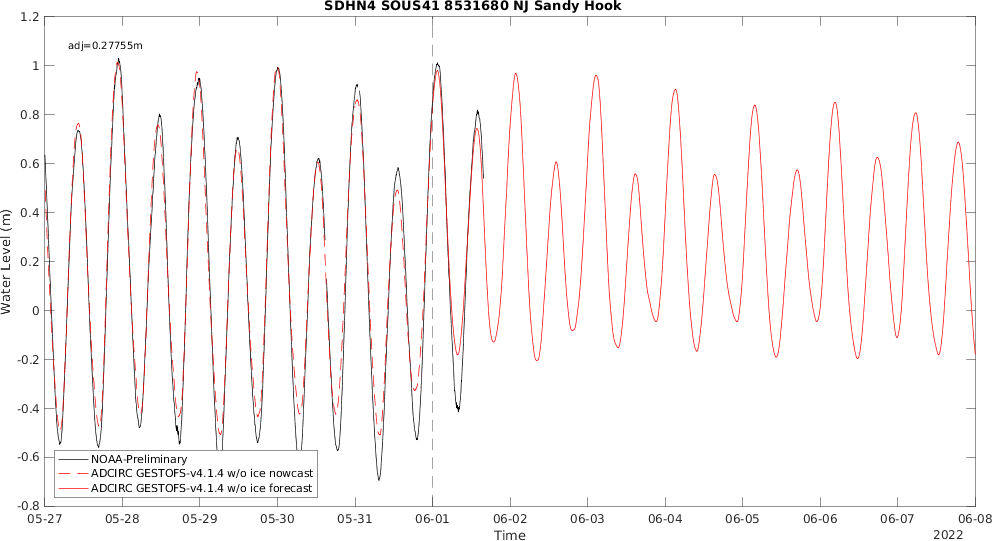 SDHN4 SOUS41 8531680 NJ Sandy Hook
adj=0.27755m
1.2
1
0.8
0.6
0.4
0.2
0
-0.2
-0.4
-0.6
-0.8
Water Level (m)
NOAA-Preliminary
ADCIRC GESTOFS-v4.1.4 w/o ice nowcast
ADCIRC GESTOFS-v4.1.4 w/o ice forecast
05-27 05-28 05-29 05-30 05-31 06-01 06-02 06-03 06-04 06-05 06-06 06-07 06-08
Time
2022